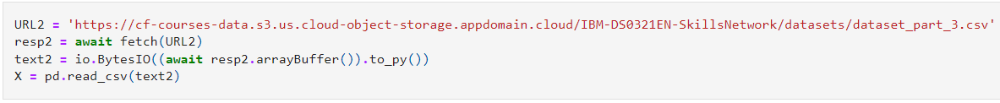 URL2 = 'https://cf-courses-data.s3.us.cloud-object-storage.appdomain.cloud/IBM-DS0321EN-SkillsNetwork/datasets/dataset_part_3.csv'
resp2 = await fetch(URL2)
text2 = io.BytesIO((await resp2.arrayBuffer()).to_py())
X = pd.read_csv(text2)